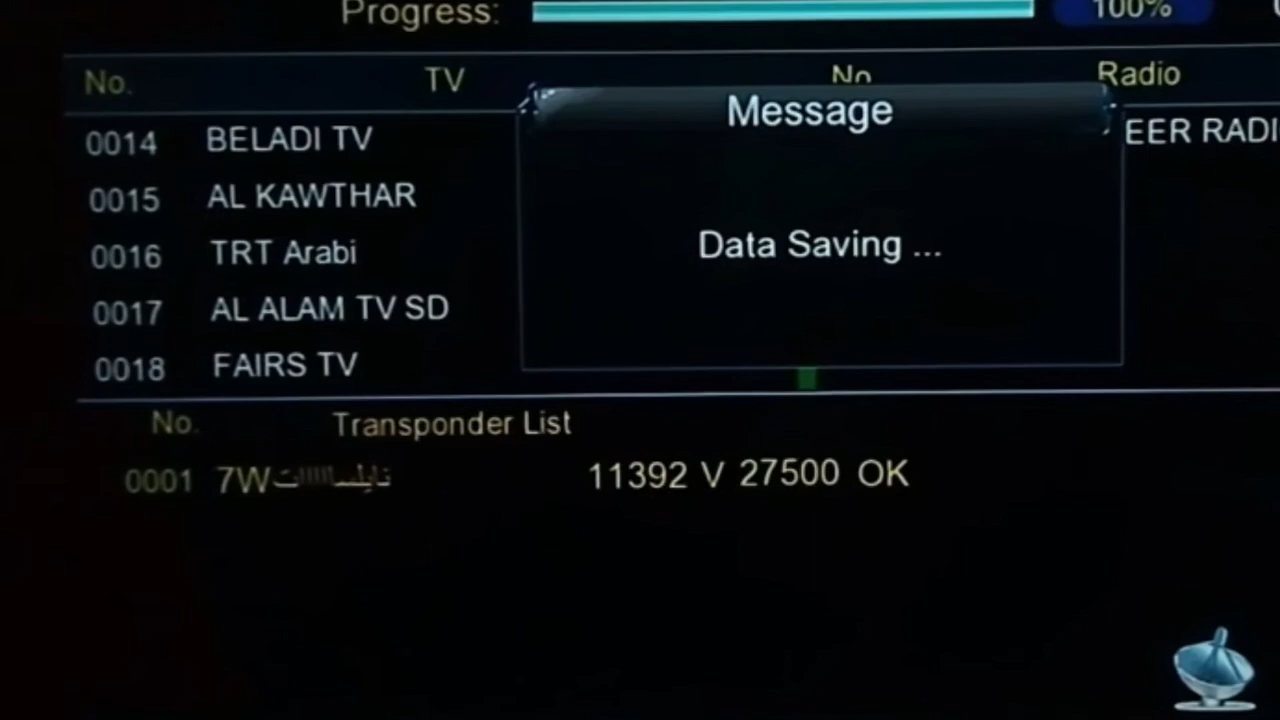 Progress: 100%
No. TV No. Radio
Message
0014 BELADI TV EER RADI
0015 AL KAWTHAR
Data Saving ...
0016 TRT Arabi
0017 AL ALAM TV SD
0018 FAIRS TV
No. Transponder List
0001 7W نايلســاااااات 11392 V 27500 OK